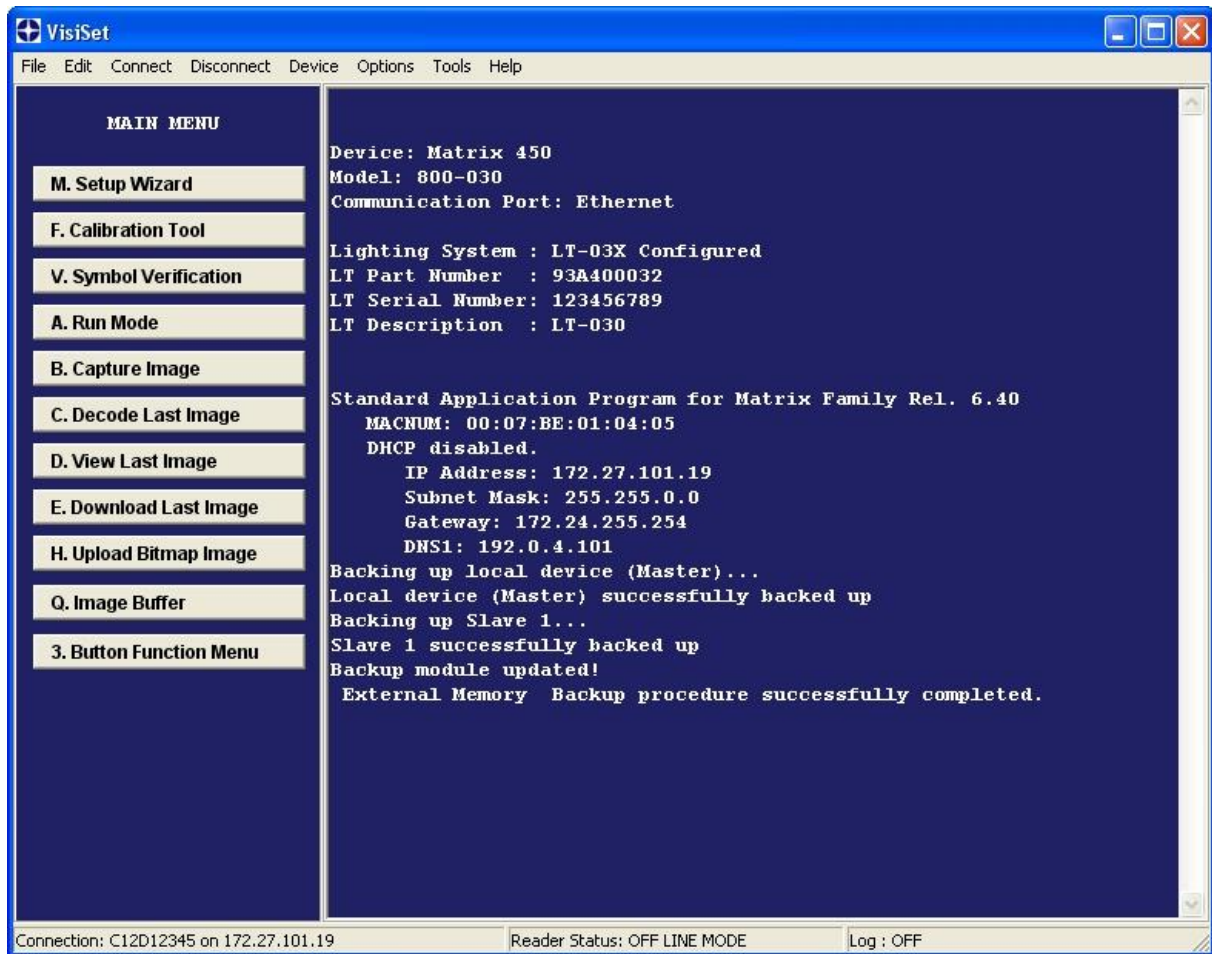 VisiSet
File Edit Connect Disconnect Device Options Tools Help
MAIN MENU
M. Setup Wizard
F. Calibration Tool
V. Symbol Verification
A. Run Mode
B. Capture Image
C. Decode Last Image
D. View Last Image
E. Download Last Image
H. Upload Bitmap Image
Q. Image Buffer
3. Button Function Menu
Device: Matrix 450
Model: 800-030
Communication Port: Ethernet
Lighting System : LT-03X Configured
LT Part Number : 93A400032
LT Serial Number: 123456789
LT Description : LT-030
Standard Application Program for Matrix Family Rel. 6.40
MACNUM: 00:07:BE:01:04:05
DHCP disabled.
IP Address: 172.27.101.19
Subnet Mask: 255.255.0.0
Gateway: 172.24.255.254
DNS1: 192.0.4.101
Backing up local device (Master)...
Local device (Master) successfully backed up
Backing up Slave 1...
Slave 1 successfully backed up
Backup module updated!
External Memory Backup procedure successfully completed.
Connection: C12D12345 on 172.27.101.19 Reader Status: OFF LINE MODE Log : OFF